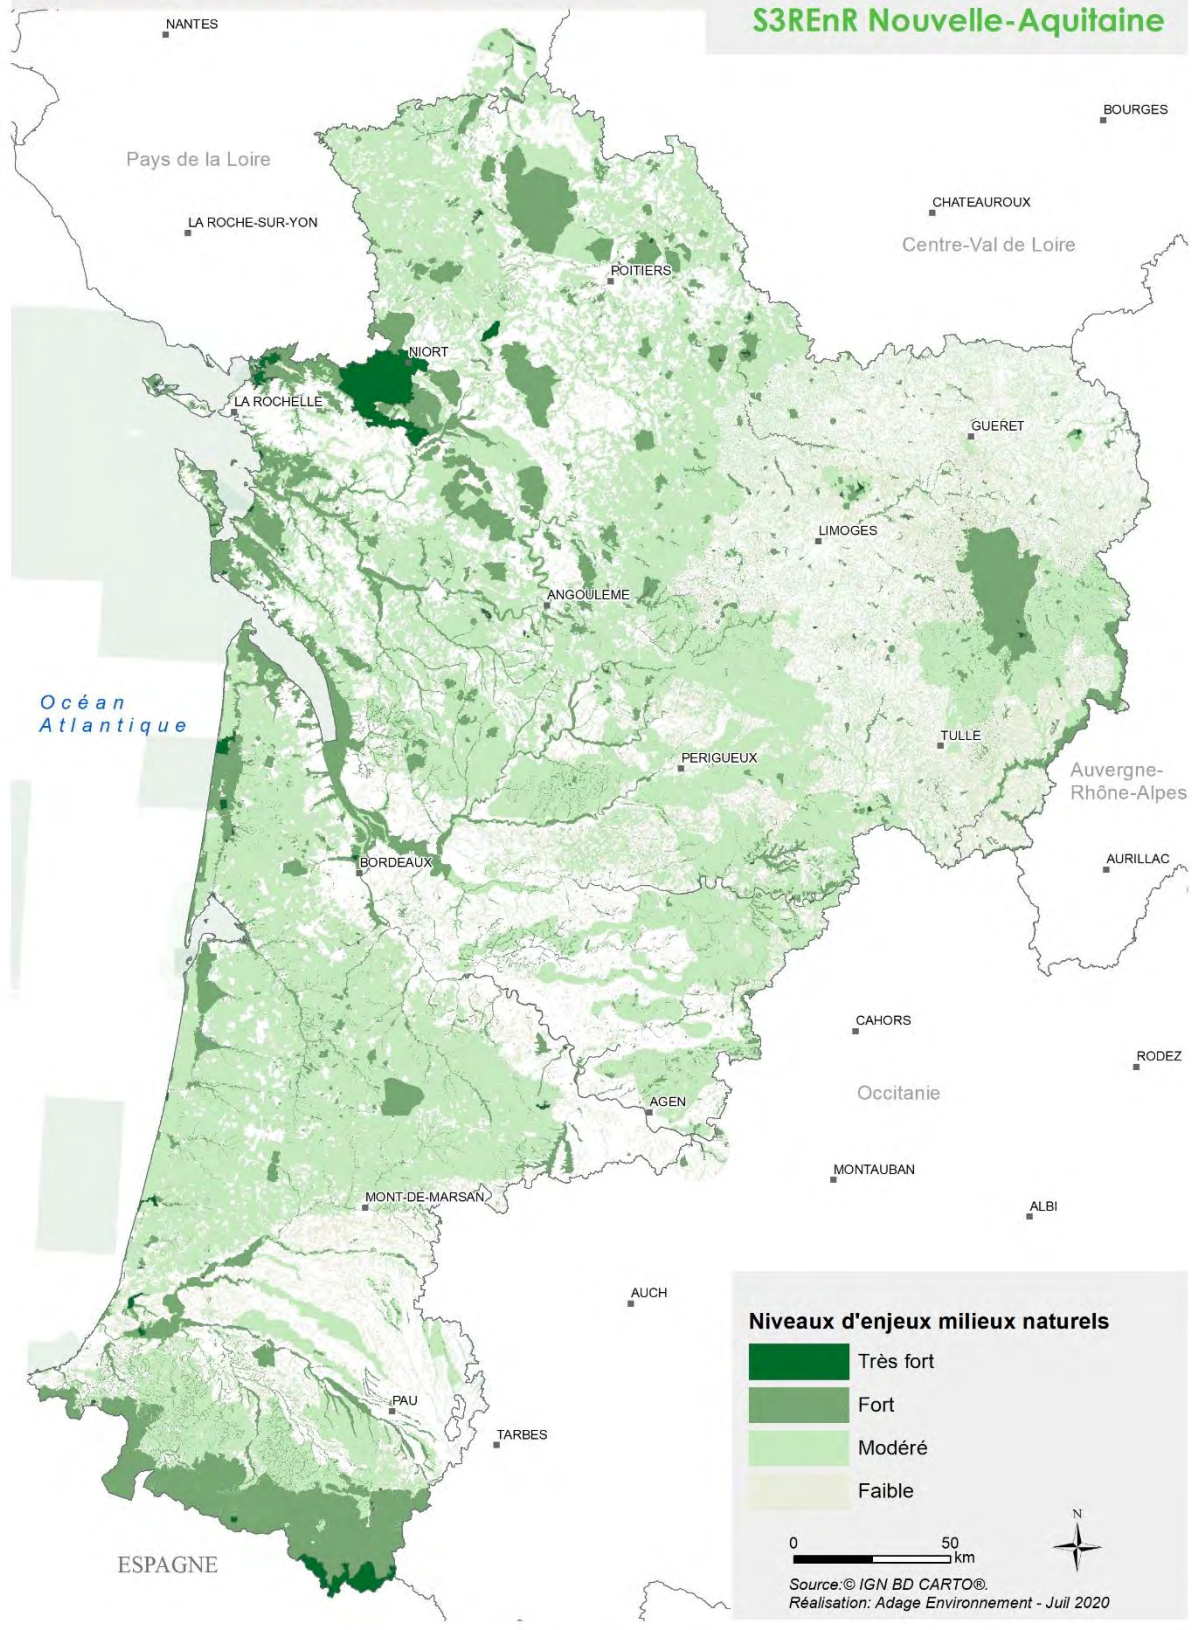 S3REnR Nouvelle-Aquitaine
NANTES
BOURGES
Pays de la Loire
CHATEAUROUX
LA ROCHE-SUR-YON
Centre-Val de Loire
POITIERS
NIORT
LA ROCHELLE
GUERET
LIMOGES
ANGOULEME
Océan
Atlantique
TULLE
PERIGUEUX
Auvergne-
Rhône-Alpes
BORDEAUX
AURILLAC
CAHORS
RODEZ
Occitanie
AGEN
MONTAUBAN
MONT-DE-MARSAN
ALBI
AUCH
PAU
TARBES
ESPAGNE
Niveaux d'enjeux milieux naturels
Très fort
Fort
Modéré
Faible
N
0 50
km
Source:© IGN BD CARTO®.
Réalisation: Adage Environnement - Juil 2020